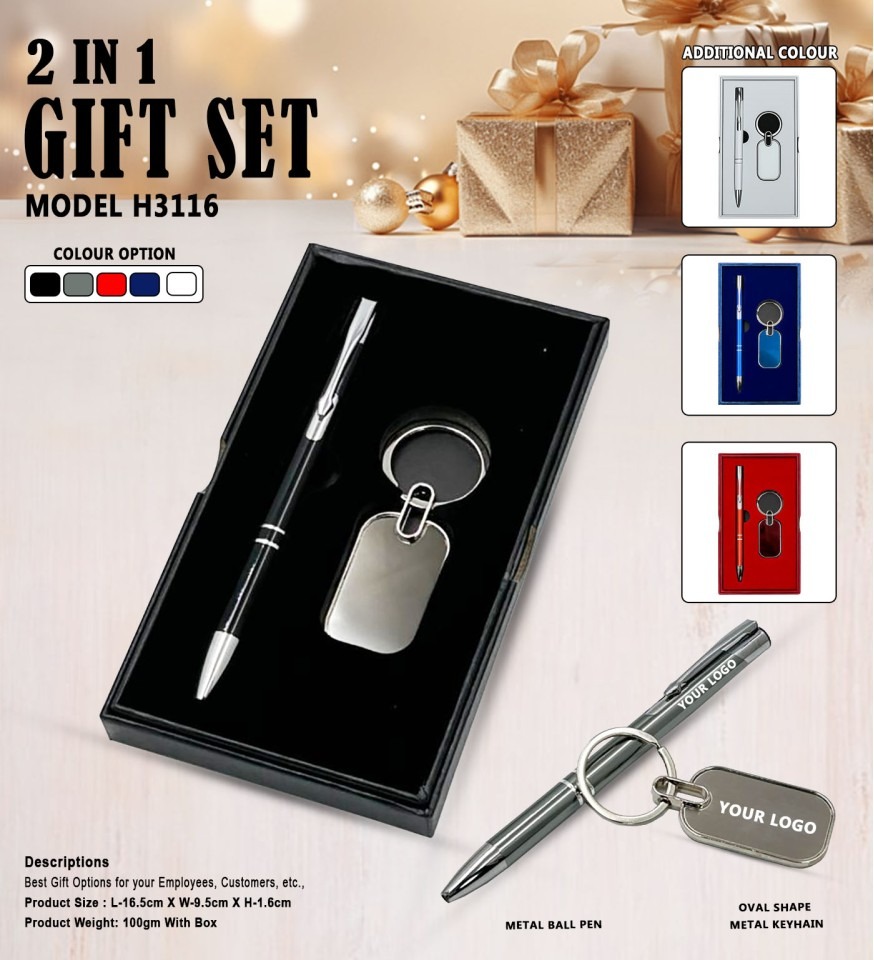 2 IN 1
GIFT SET
MODEL H3116
COLOUR OPTION
ADDITIONAL COLOUR
YOUR LOGO
YOUR LOGO
Descriptions
Best Gift Options for your Employees, Customers, etc.,
Product Size : L-16.5cm X W-9.5cm X H-1.6cm
Product Weight: 100gm With Box
METAL BALL PEN
OVAL SHAPE
METAL KEYHAIN